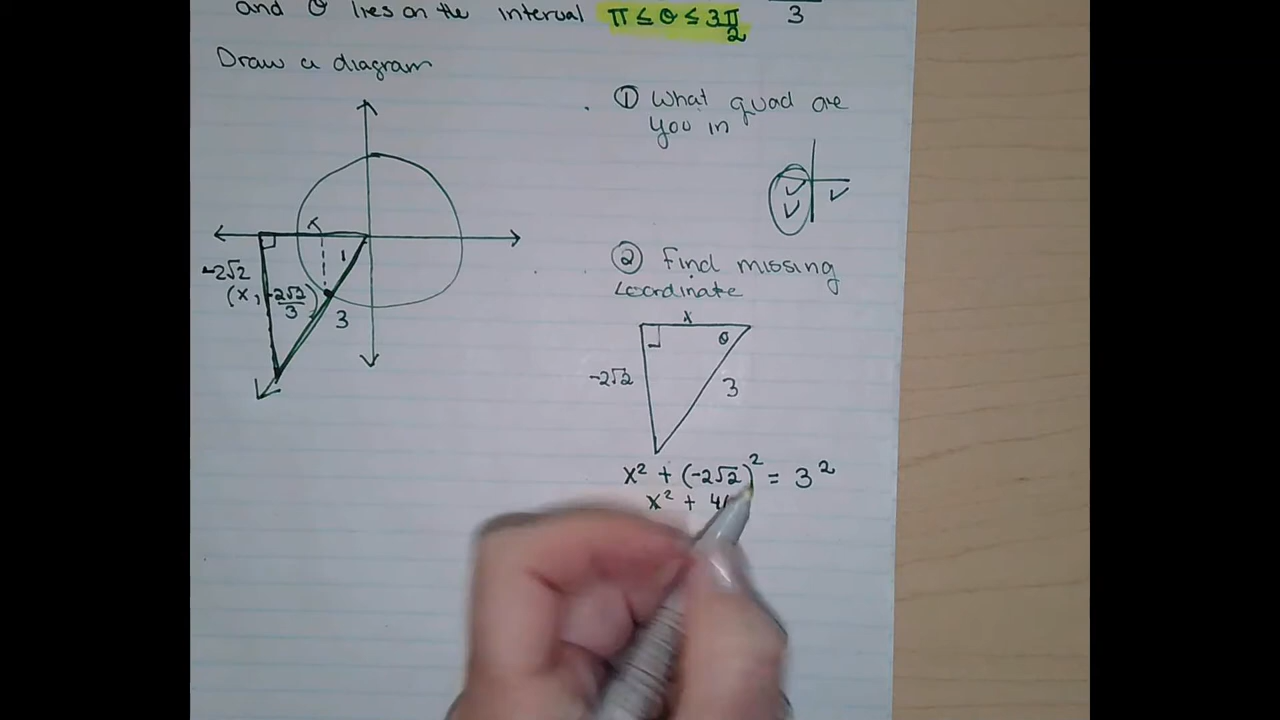 and θ lies on the interval π ≤ θ ≤ 3π/2
3
Draw a diagram
① What quad are
you in
x
1
-2√2
(x, -2√2/3)
3
② Find missing
coordinate
x
θ
-2√2
3
x² + (-2√2)² = 3²
x² + 4(